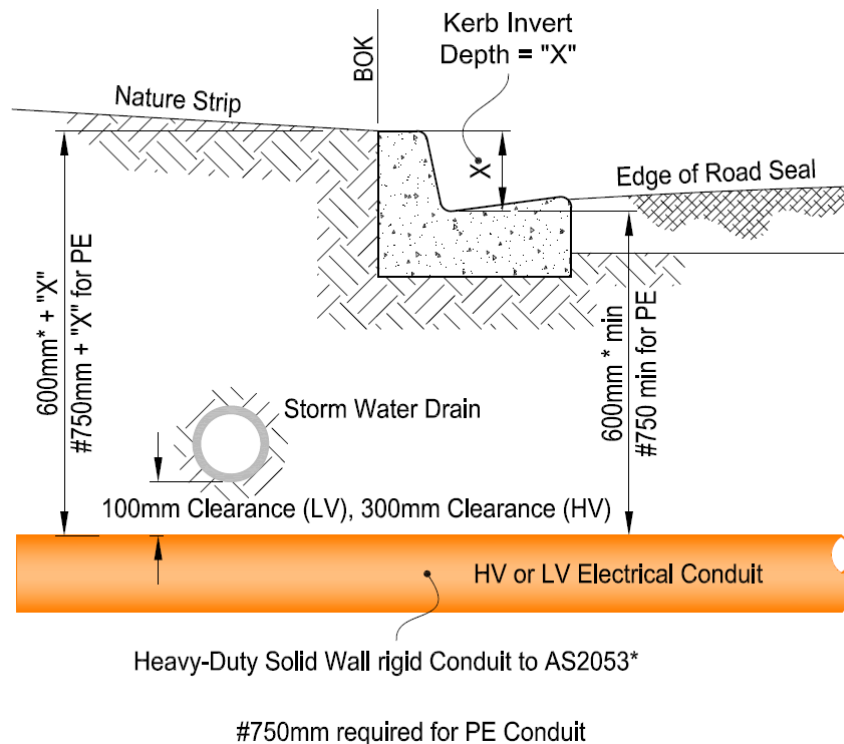 Kerb Invert
Depth = "X"
BOK
Nature Strip
X
Edge of Road Seal
600mm* + "X"
#750mm + "X" for PE
600mm * min
#750 min for PE
Storm Water Drain
100mm Clearance (LV), 300mm Clearance (HV)
HV or LV Electrical Conduit
Heavy-Duty Solid Wall rigid Conduit to AS2053*
#750mm required for PE Conduit